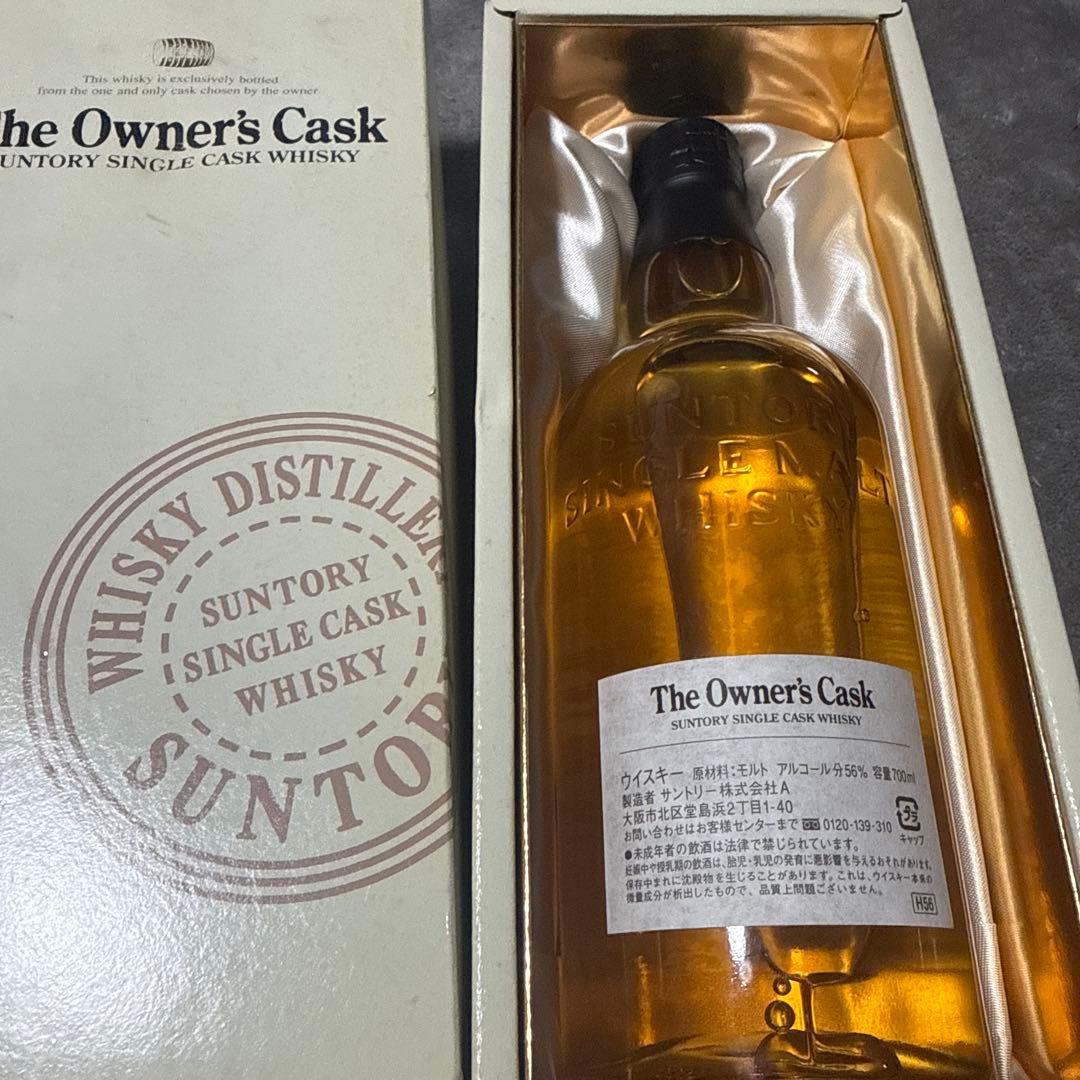 This whisky is exclusively bottled
from the one and only cask chosen by the owner
The Owner's Cask
SUNTORY SINGLE CASK WHISKY
WHISKY DISTILLERY
SUNTORY
SINGLE CASK
WHISKY
SUNTORY
SUNTORY
SINGLE MALT
WHISKY
The Owner's Cask
SUNTORY SINGLE CASK WHISKY
ウイスキー 原材料:モルト アルコール分56% 容量700ml
製造者 サントリー株式会社A
大阪市北区堂島浜2丁目1-40
お問い合わせはお客様センターまで 0120-139-310
プラ
キャップ
●未成年者の飲酒は法律で禁じられています。
妊娠中や授乳期の飲酒は、胎児・乳児の発育に悪影響を与えるおそれがあります。
保存中まれに沈殿物を生じることがあります。これは、ウイスキー本来の
微量成分が析出したもので、品質上問題ございません。
H56